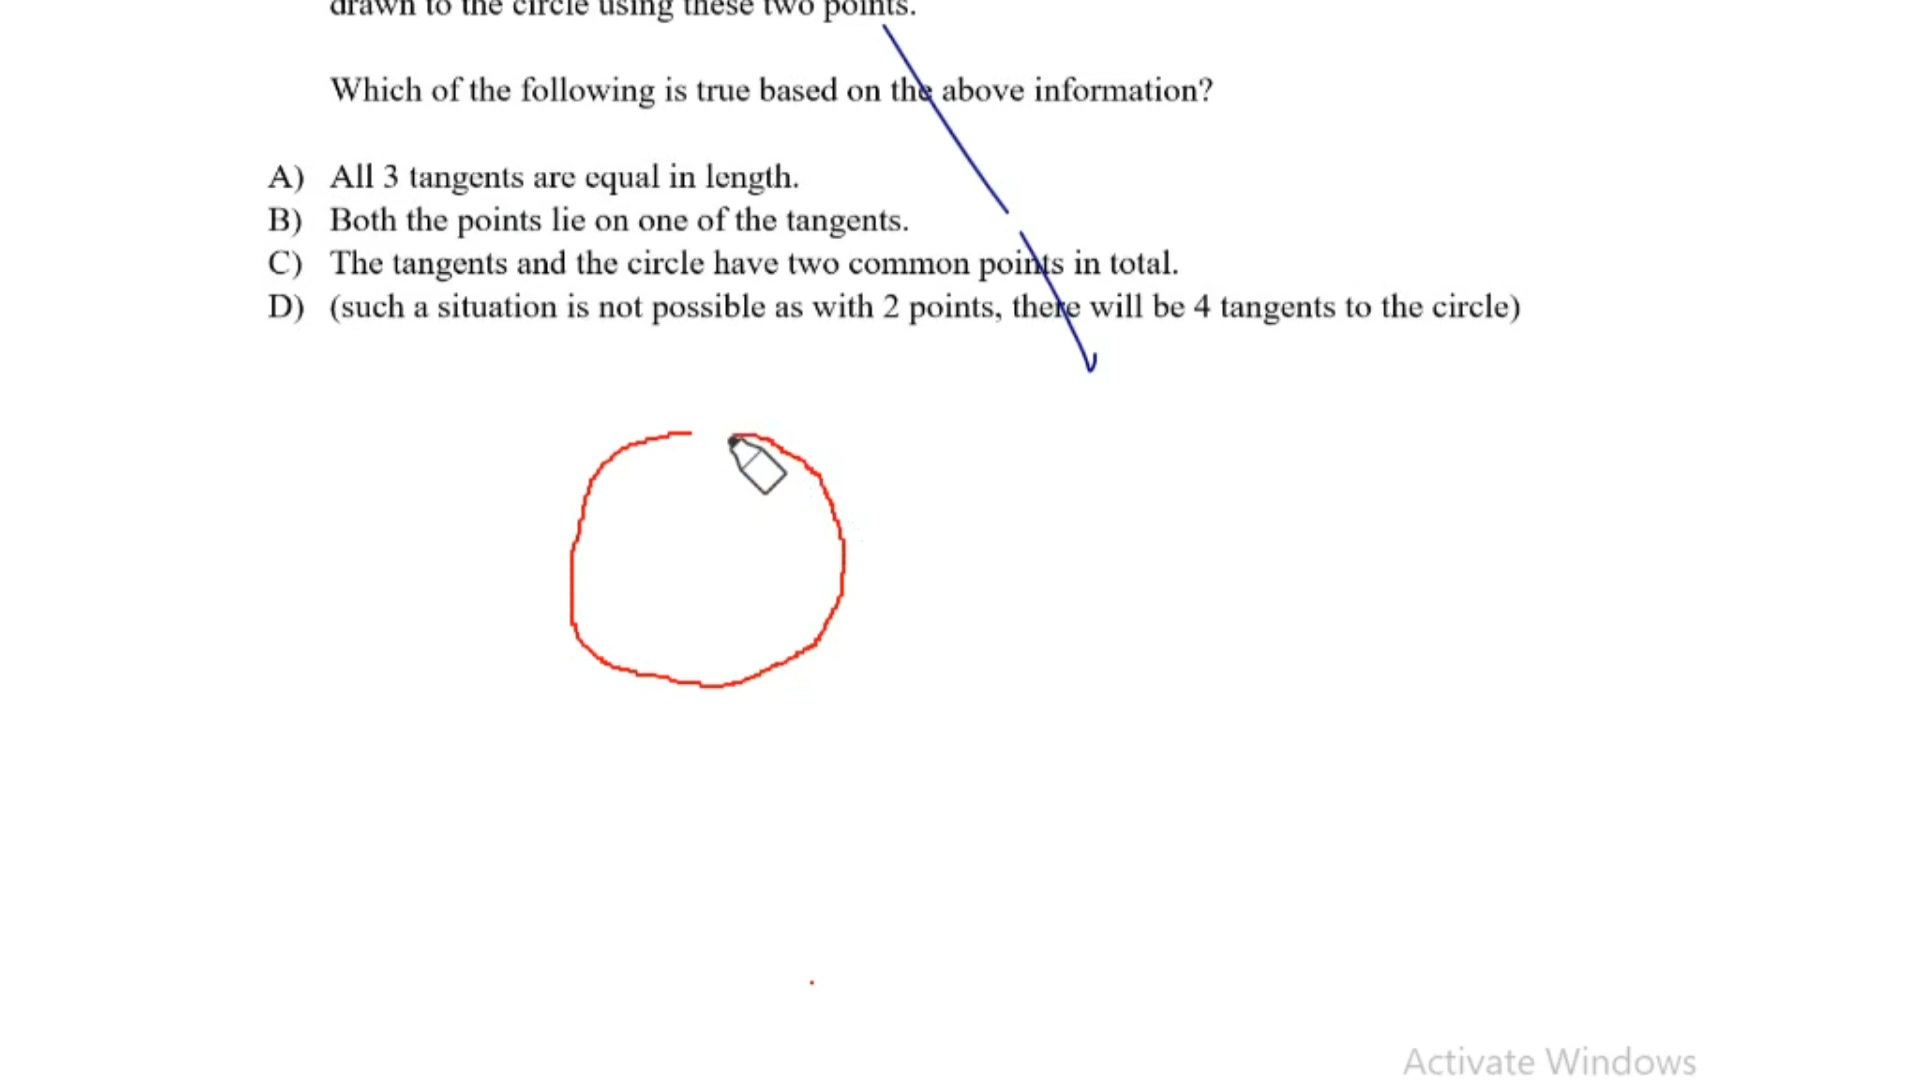 drawn to the circle using these two points.
Which of the following is true based on the above information?
A) All 3 tangents are equal in length.
B) Both the points lie on one of the tangents.
C) The tangents and the circle have two common points in total.
D) (such a situation is not possible as with 2 points, there will be 4 tangents to the circle)
Activate Windows